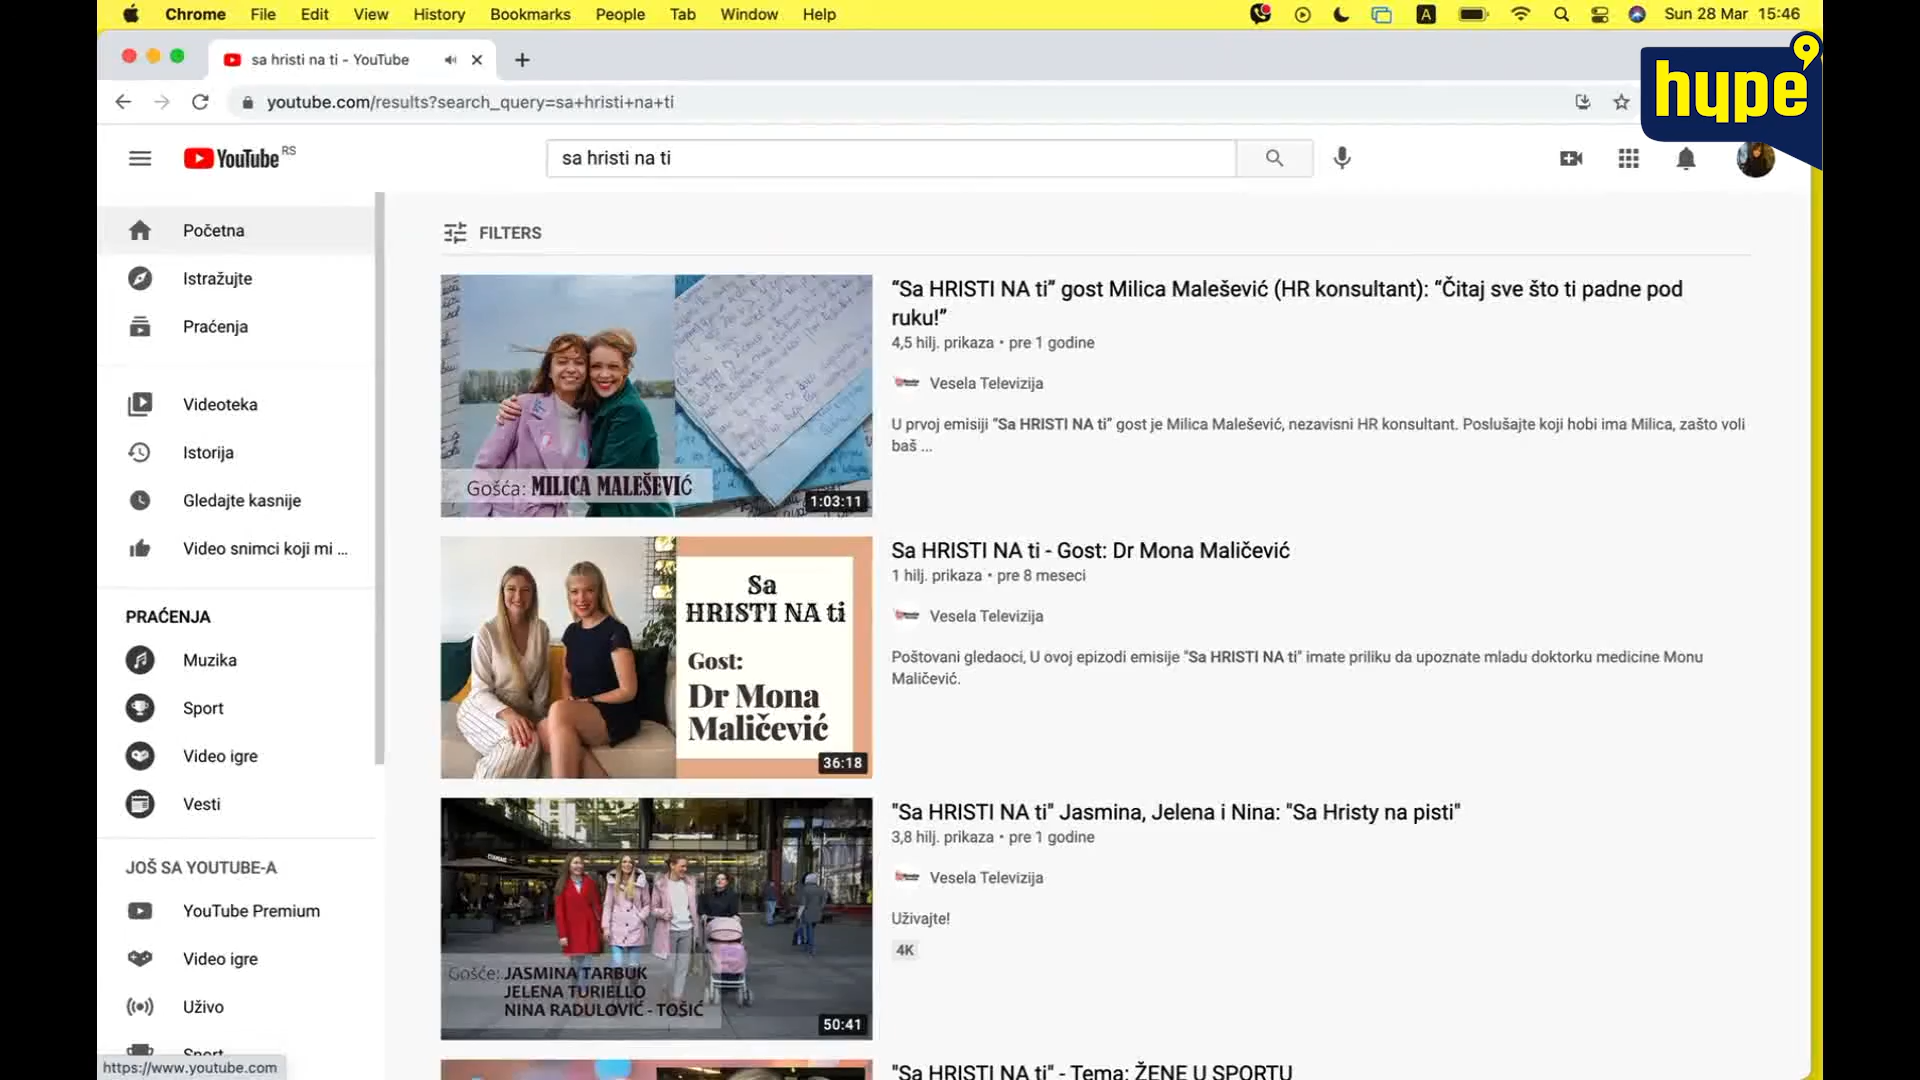 Chrome File Edit View History Bookmarks People Tab Window Help
A
Sun 28 Mar 15:46
sa hristi na ti - YouTube
youtube.com/results?search_query=sa+hristi+na+ti
hype
YouTube RS
sa hristi na ti
Početna
Istražujte
Praćenja
Videoteka
Istorija
Gledajte kasnije
Video snimci koji mi ...
PRAĆENJA
Muzika
Sport
Video igre
Vesti
JOŠ SA YOUTUBE-A
YouTube Premium
Video igre
Uživo
Sport
https://www.youtube.com
FILTERS
Gošća: MILICA MALEŠEVIĆ
1:03:11
“Sa HRISTI NA ti” gost Milica Malešević (HR konsultant): “Čitaj sve što ti padne pod
ruku!”
4,5 hilj. prikaza • pre 1 godine
Vesela Televizija
U prvoj emisiji “Sa HRISTI NA ti” gost je Milica Malešević, nezavisni HR konsultant. Poslušajte koji hobi ima Milica, zašto voli
baš ...
Sa
HRISTI NA ti
Gost:
Dr Mona
Maličević
36:18
Sa HRISTI NA ti - Gost: Dr Mona Maličević
1 hilj. prikaza • pre 8 meseci
Vesela Televizija
Poštovani gledaoci, U ovoj epizodi emisije "Sa HRISTI NA ti" imate priliku da upoznate mladu doktorku medicine Monu
Maličević.
Gošće: JASMINA TARBUK
JELENA TURIELLO
NINA RADULOVIĆ - TOŠIĆ
50:41
"Sa HRISTI NA ti" Jasmina, Jelena i Nina: "Sa Hristy na pisti"
3,8 hilj. prikaza • pre 1 godine
Vesela Televizija
Uživajte!
4K
"Sa HRISTI NA ti" - Tema: ŽENE U SPORTU